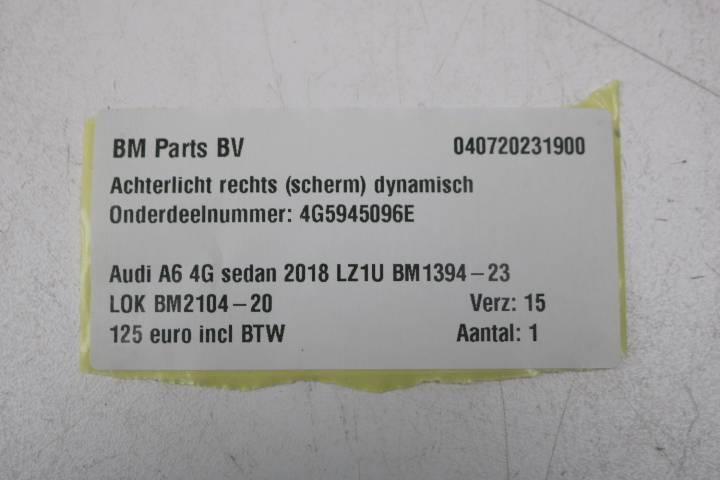 BM Parts BV 040720231900
Achterlicht rechts (scherm) dynamisch
Onderdeelnummer: 4G5945096E
Audi A6 4G sedan 2018 LZ1U BM1394-23
LOK BM2104-20 Verz: 15
125 euro incl BTW Aantal: 1